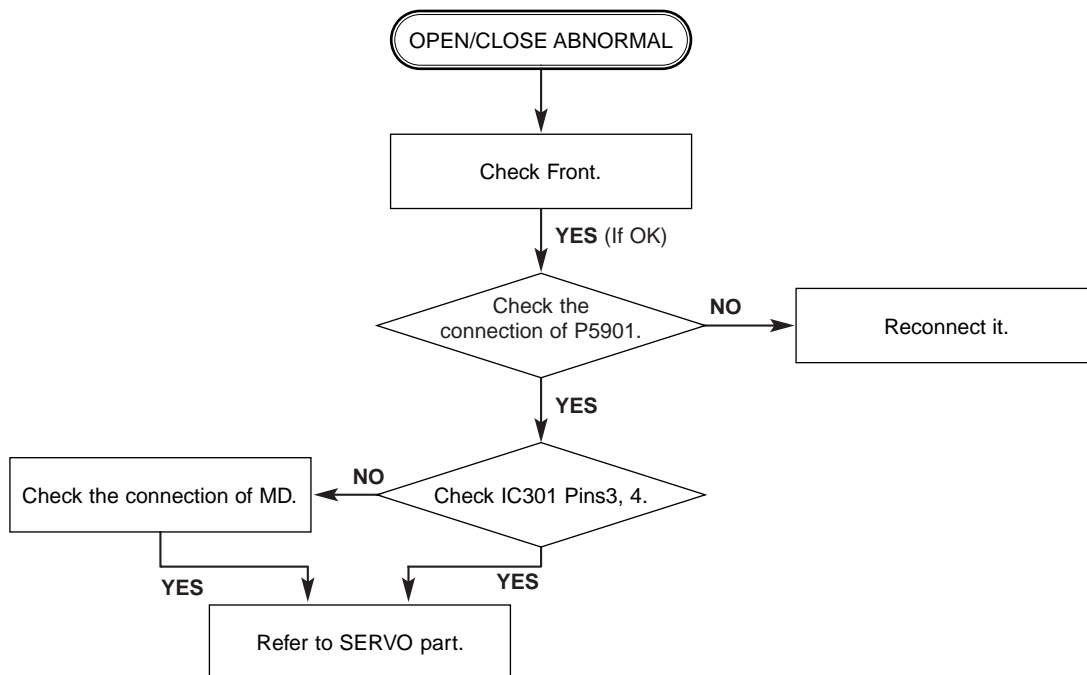 OPEN/CLOSE ABNORMAL
Check Front.
YES (If OK)
Check the
connection of P5901.
NO
Reconnect it.
YES
Check IC301 Pins3, 4.
NO
Check the connection of MD.
YES
YES
Refer to SERVO part.